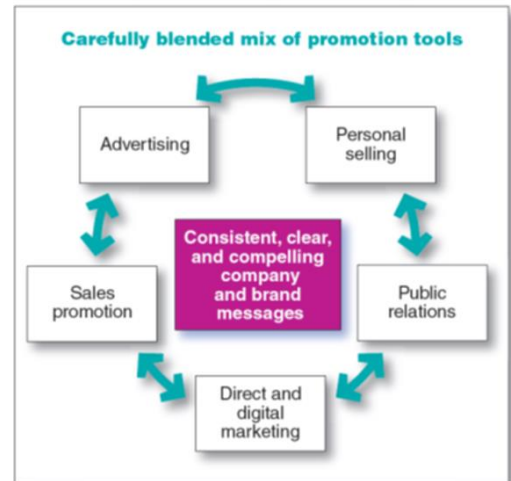 Carefully blended mix of promotion tools
Advertising
Personal
selling
Consistent, clear,
and compelling
company
and brand
messages
Sales
promotion
Public
relations
Direct and
digital
marketing